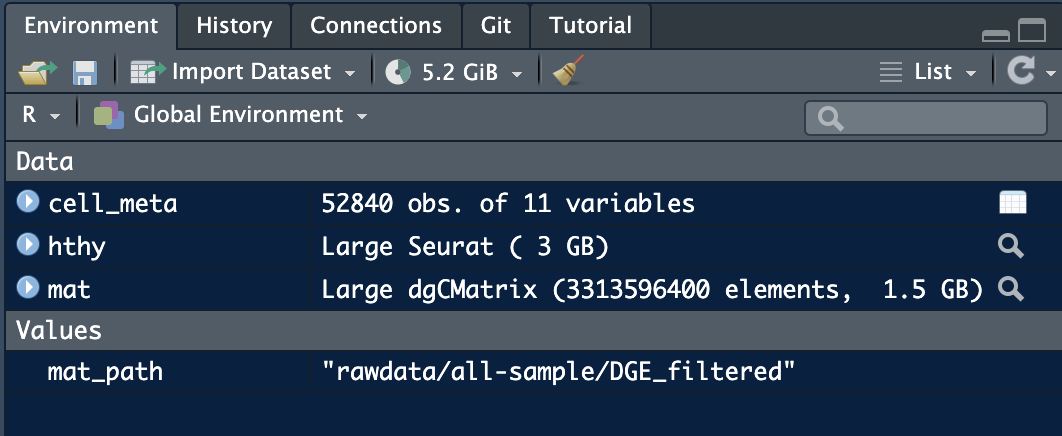 Environment History Connections Git Tutorial
Import Dataset 5.2 GiB List
R Global Environment
Data
cell_meta 52840 obs. of 11 variables
hthy Large Seurat ( 3 GB)
mat Large dgCMatrix (3313596400 elements,  1.5 GB)
Values
mat_path "rawdata/all-sample/DGE_filtered"